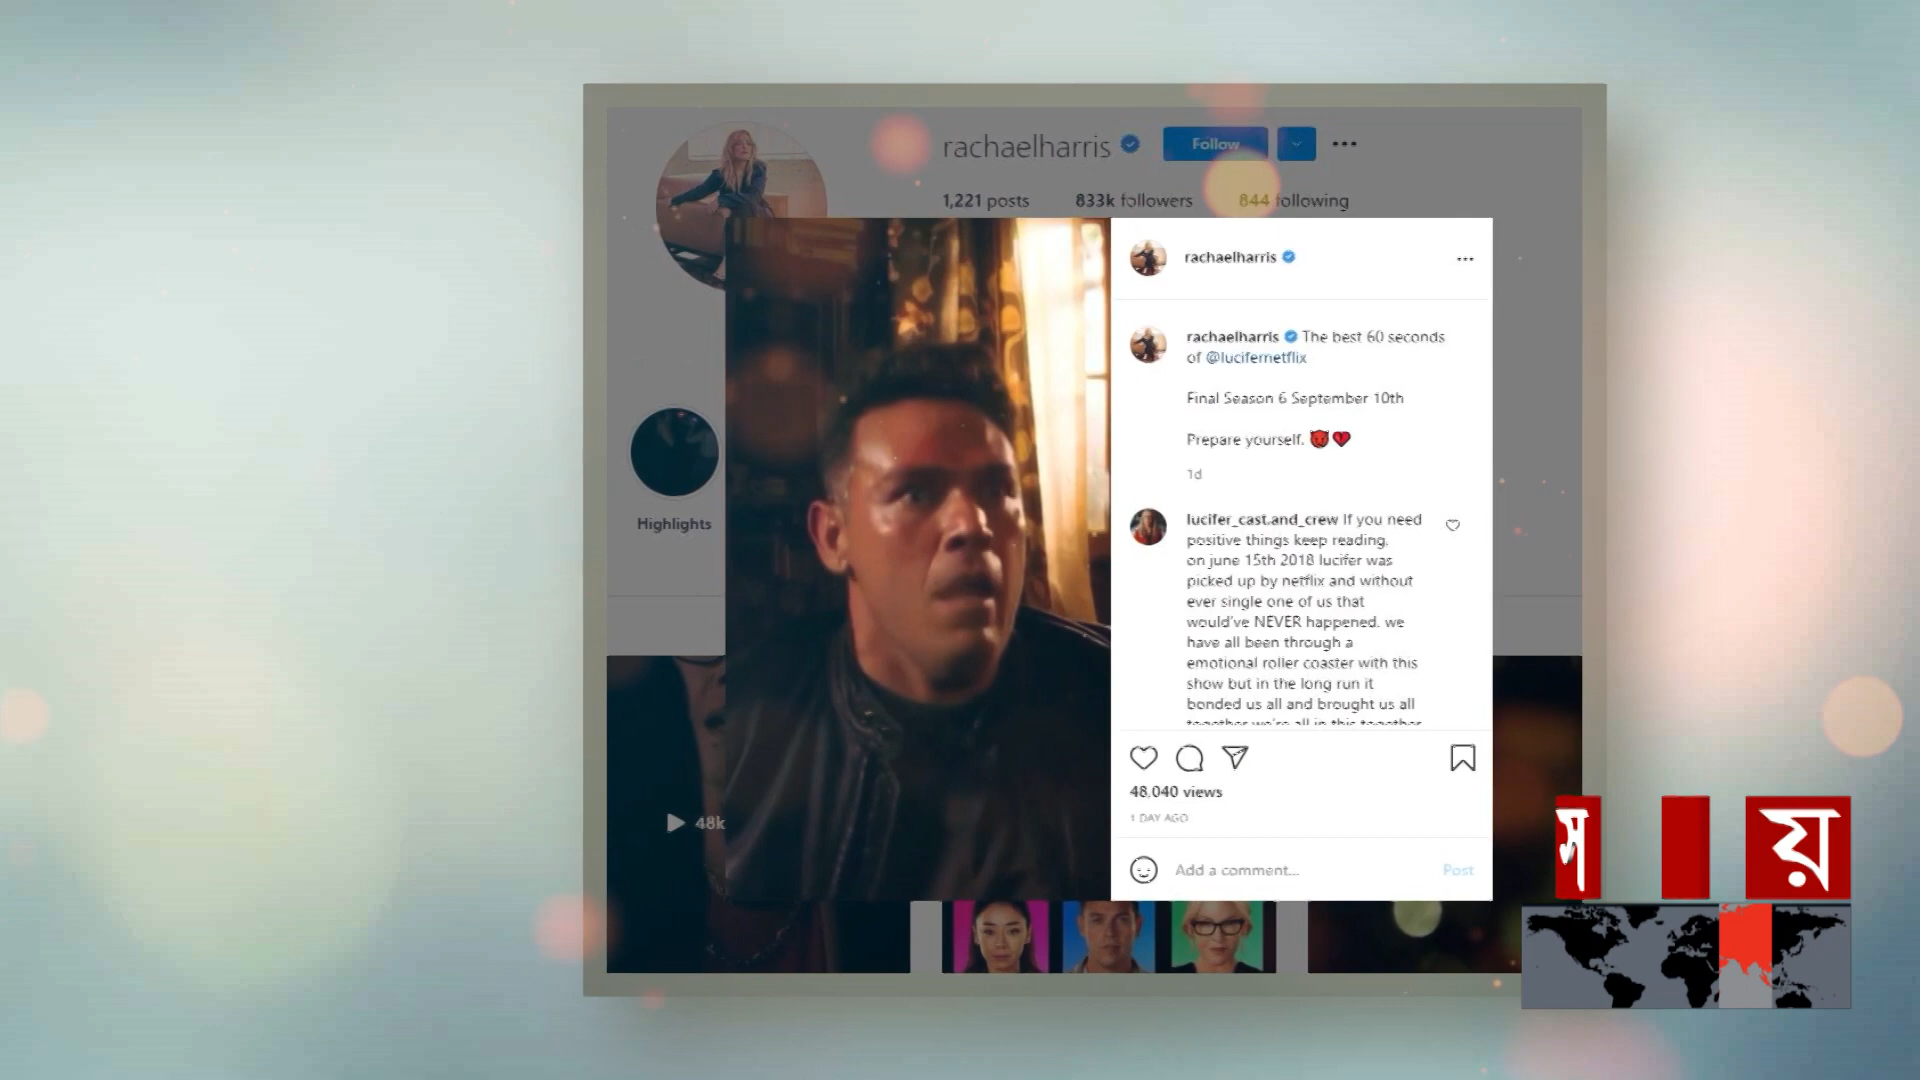 rachaelharris
Follow
1,221 posts 833k followers 844 following
Highlights
48k
rachaelharris
rachaelharris The best 60 seconds
of @lucifernetflix
Final Season 6 September 10th
Prepare yourself. 😈💔
1d
lucifer_cast.and_crew If you need
positive things keep reading.
on june 15th 2018 lucifer was
picked up by netflix and without
ever single one of us that
would've NEVER happened. we
have all been through a
emotional roller coaster with this
show but in the long run it
bonded us all and brought us all
together we're all in this together
48,040 views
1 DAY AGO
Add a comment...
Post
স য়